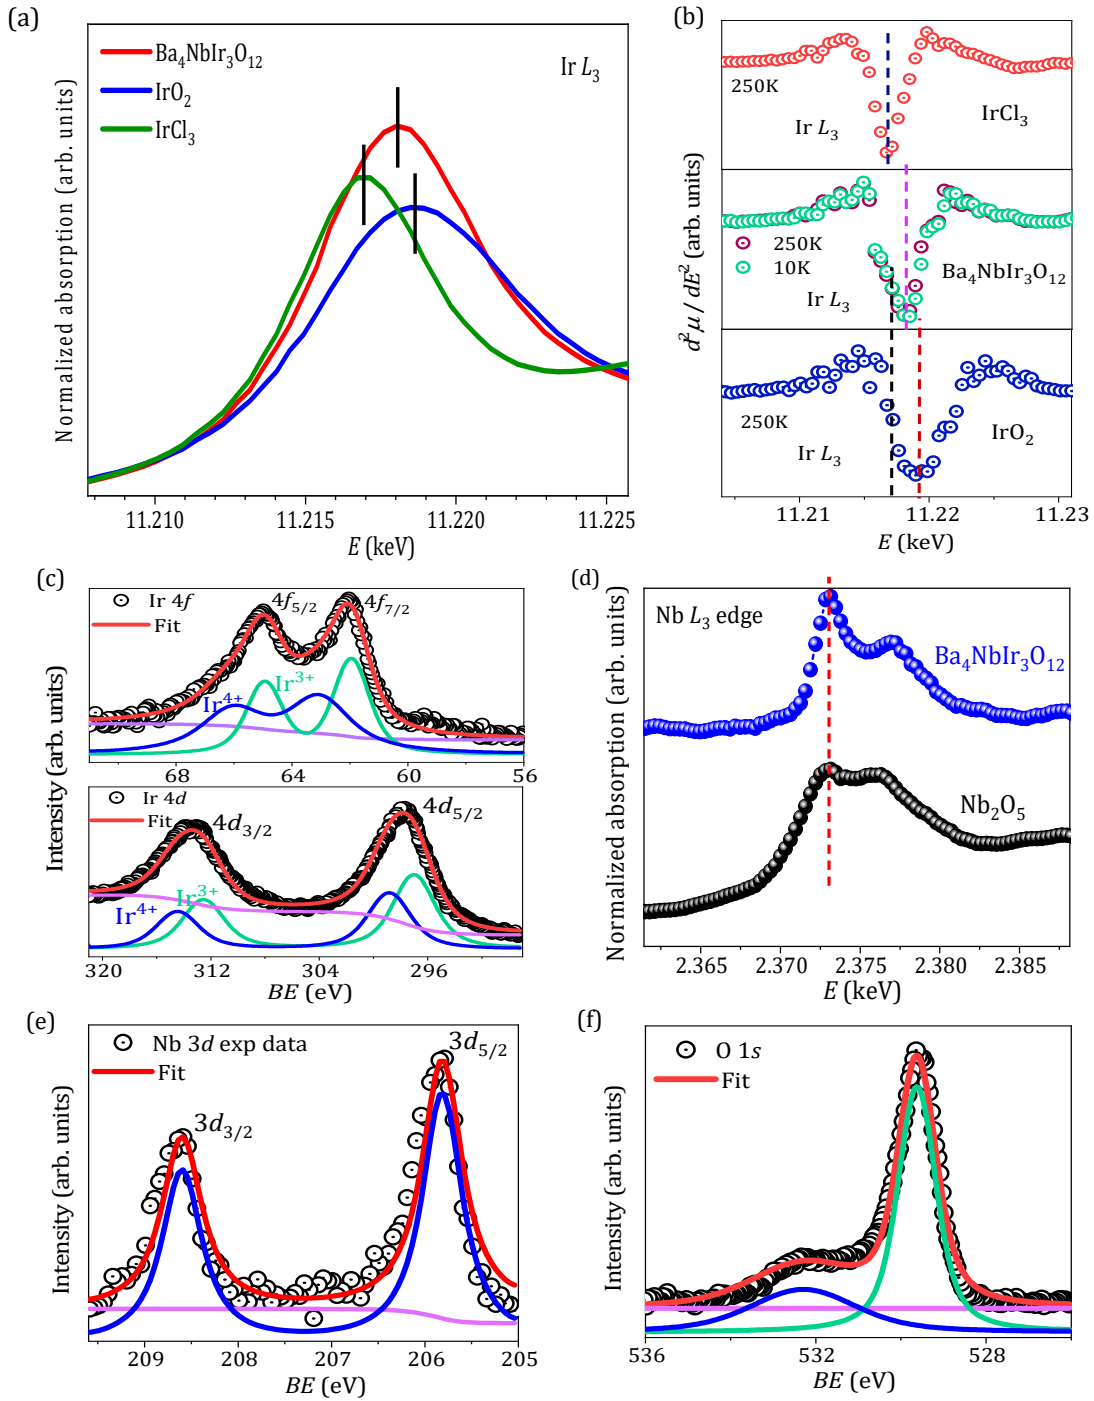 (a)
Ba₄NbIr₃O₁₂
IrO₂
IrCl₃
Ir L₃
Normalized absorption (arb. units)
11.210 11.215 11.220 11.225
E (keV)
(b)
250K
Ir L₃
IrCl₃
250K
10K
Ir L₃
Ba₄NbIr₃O₁₂
250K
Ir L₃
IrO₂
d²μ / dE² (arb. units)
11.21 11.22 11.23
E (keV)
(c)
Ir 4f
Fit
4f₅/₂
4f₇/₂
Ir⁴⁺
Ir³⁺
68 64 60 56
Ir 4d
Fit
4d₃/₂
4d₅/₂
Ir³⁺
Ir⁴⁺
Intensity (arb. units)
320 312 304 296
BE (eV)
(d)
Nb L₃ edge
Ba₄NbIr₃O₁₂
Nb₂O₅
Normalized absorption (arb. units)
2.365 2.370 2.375 2.380 2.385
E (keV)
(e)
Nb 3d exp data
Fit
3d₃/₂
3d₅/₂
Intensity (arb. units)
209 208 207 206 205
BE (eV)
(f)
O 1s
Fit
Intensity (arb. units)
536 532 528
BE (eV)